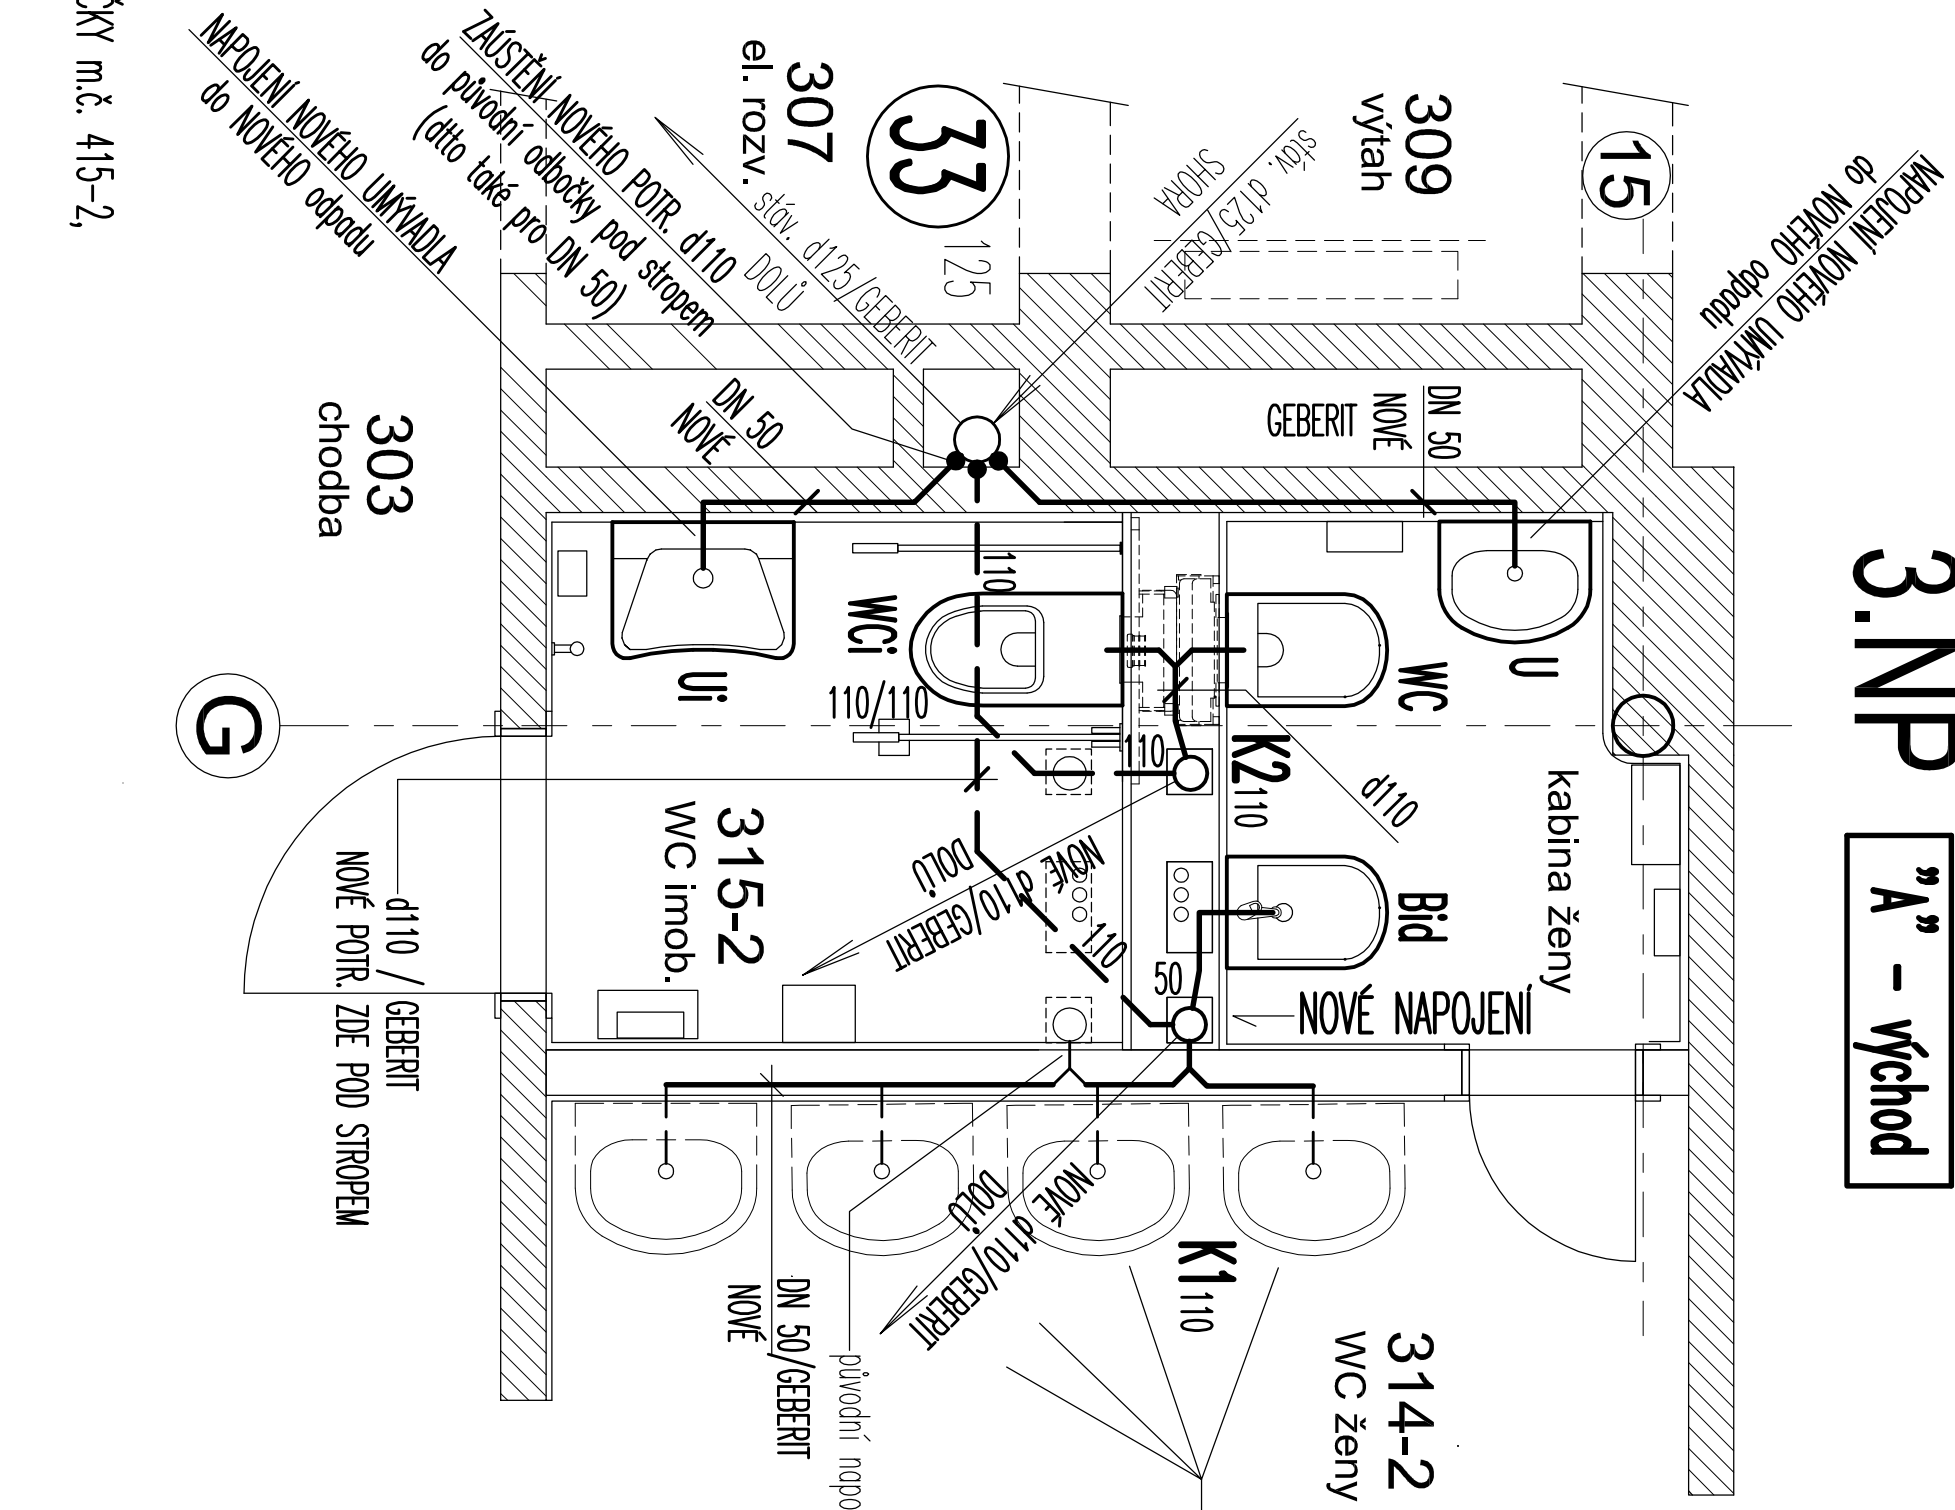 3.NP
"A" - východ
15
NAPOJENÍ NOVÉHO UMÝVADLA
do NOVÉHO odpadu
309
výtah
stáv. d125/GEBERIT
SHORA
33
125
307
el. rozv.
stáv. d125/GEBERIT
DOLŮ
ZAÚSTĚNÍ NOVÉHO POTR. d110
do původní odbočky pod stropem
(dtto také pro DN 50)
NAPOJENÍ NOVÉHO UMÝVADLA
do NOVÉHO odpadu
m.č. 415-2,
DN 50
NOVÉ
GEBERIT
DN 50
NOVÉ
303
chodba
U
WC
kabina ženy
K2
110
d110
Bid
NOVÉ NAPOJENÍ
110
WCi
110/110
110
Ui
G
315-2
WC imob.
NOVÉ d110/GEBERIT
DOLŮ
110
50
d110 / GEBERIT
NOVÉ POTR. ZDE POD STROPEM
NOVÉ d110/GEBERIT
DOLŮ
K1
110
314-2
WC ženy
DN 50/GEBERIT
NOVÉ
původní napo